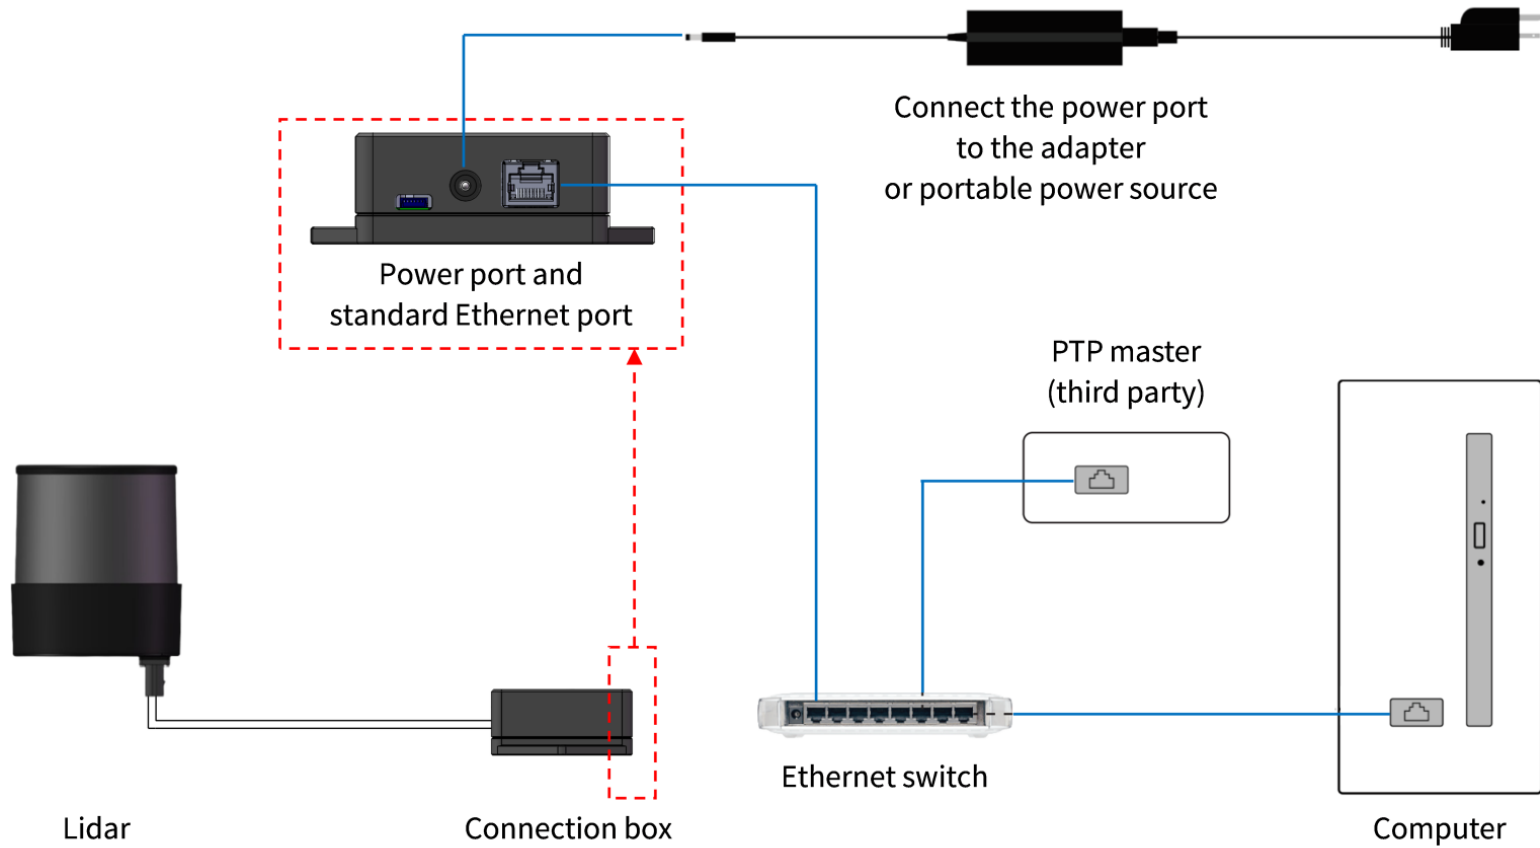 Connect the power port
to the adapter
or portable power source
Power port and
standard Ethernet port
PTP master
(third party)
Ethernet switch
Lidar
Connection box
Computer